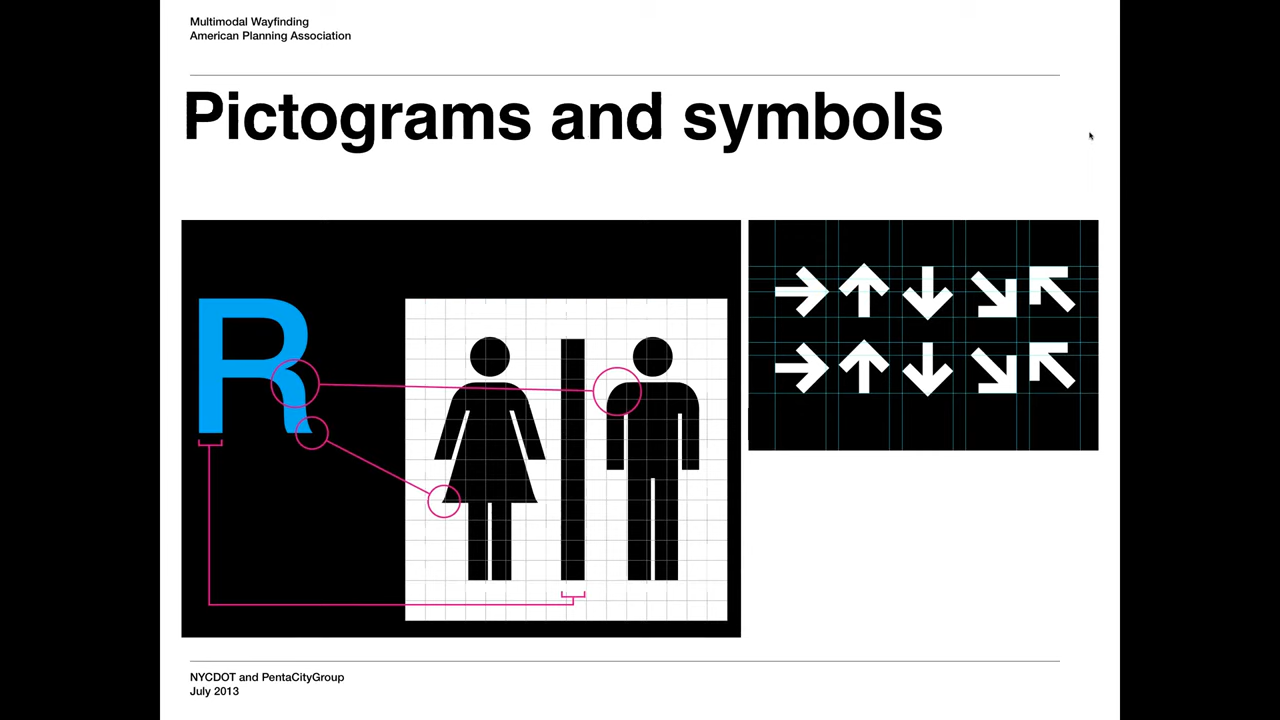 Multimodal Wayfinding
American Planning Association
Pictograms and symbols
R
NYCDOT and PentaCityGroup
July 2013